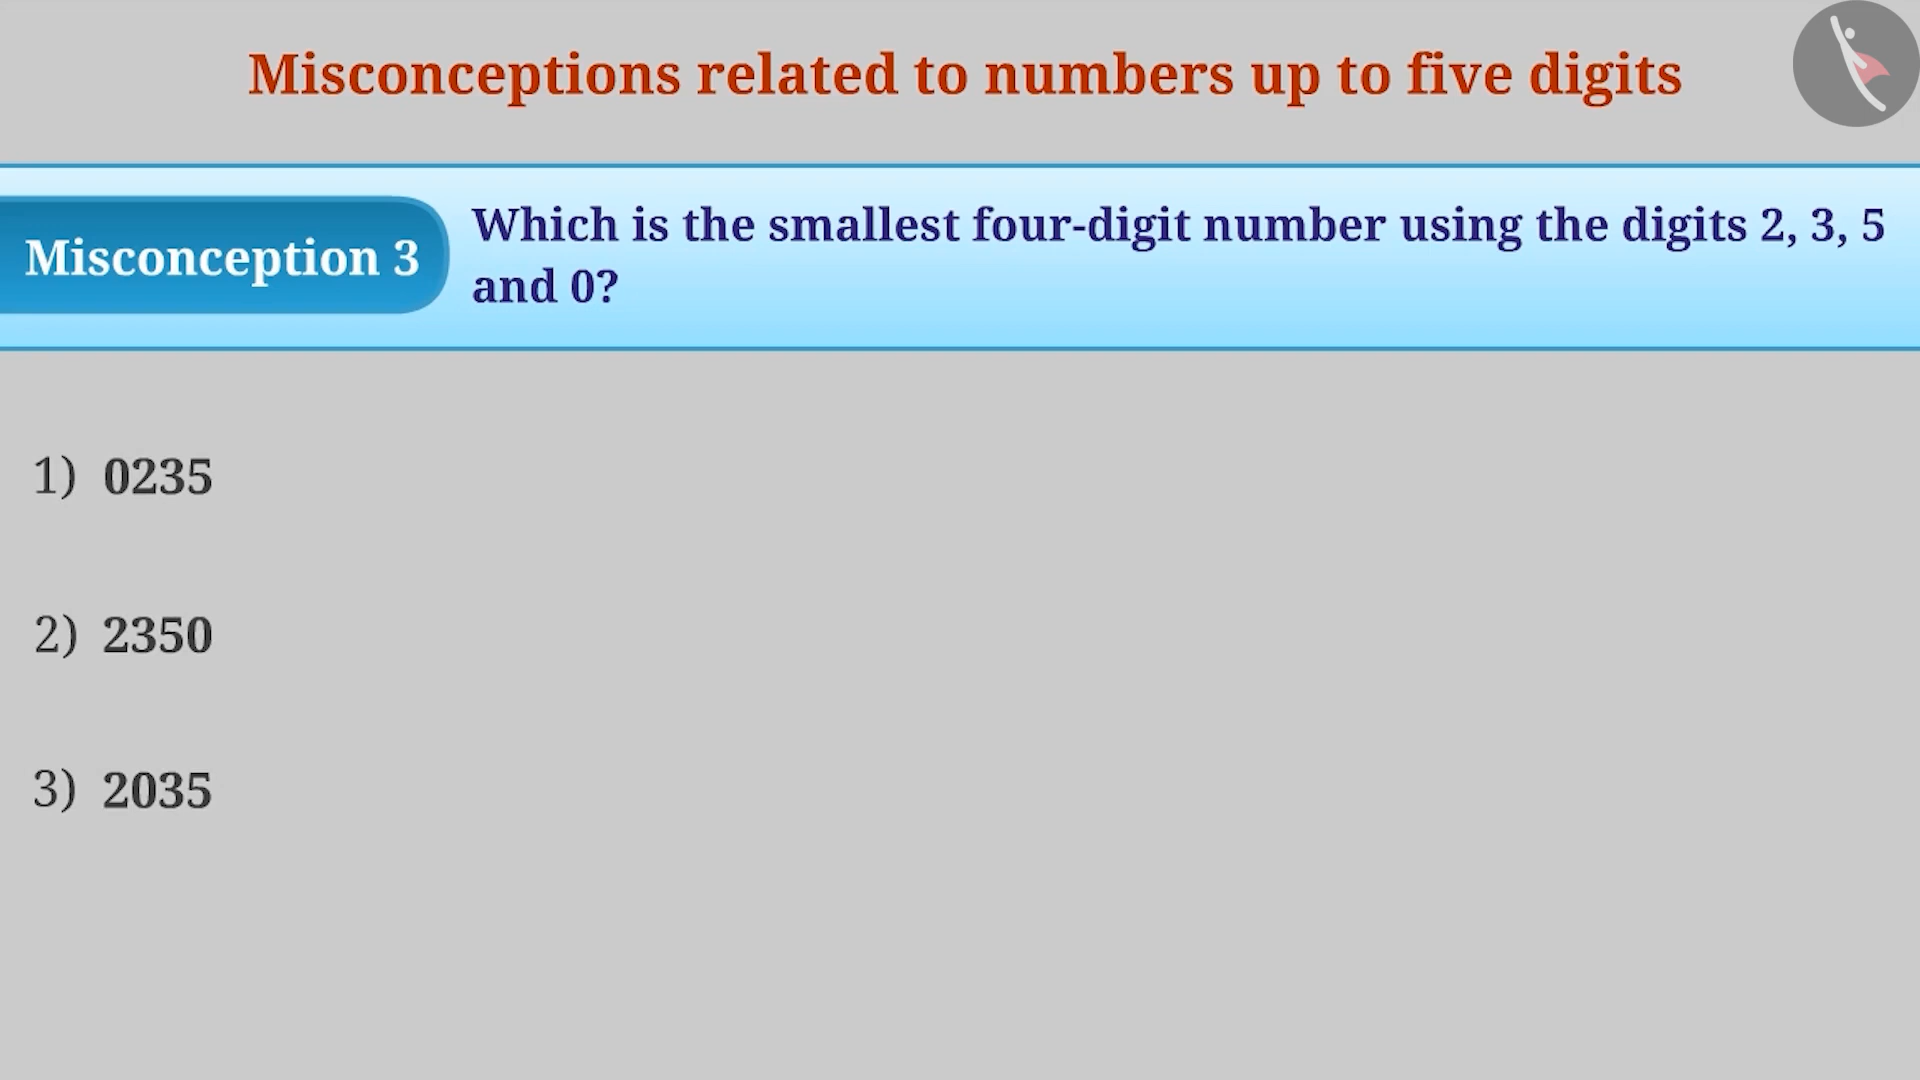 Misconceptions related to numbers up to five digits
Misconception 3
Which is the smallest four-digit number using the digits 2, 3, 5
and 0?
1) 0235
2) 2350
3) 2035